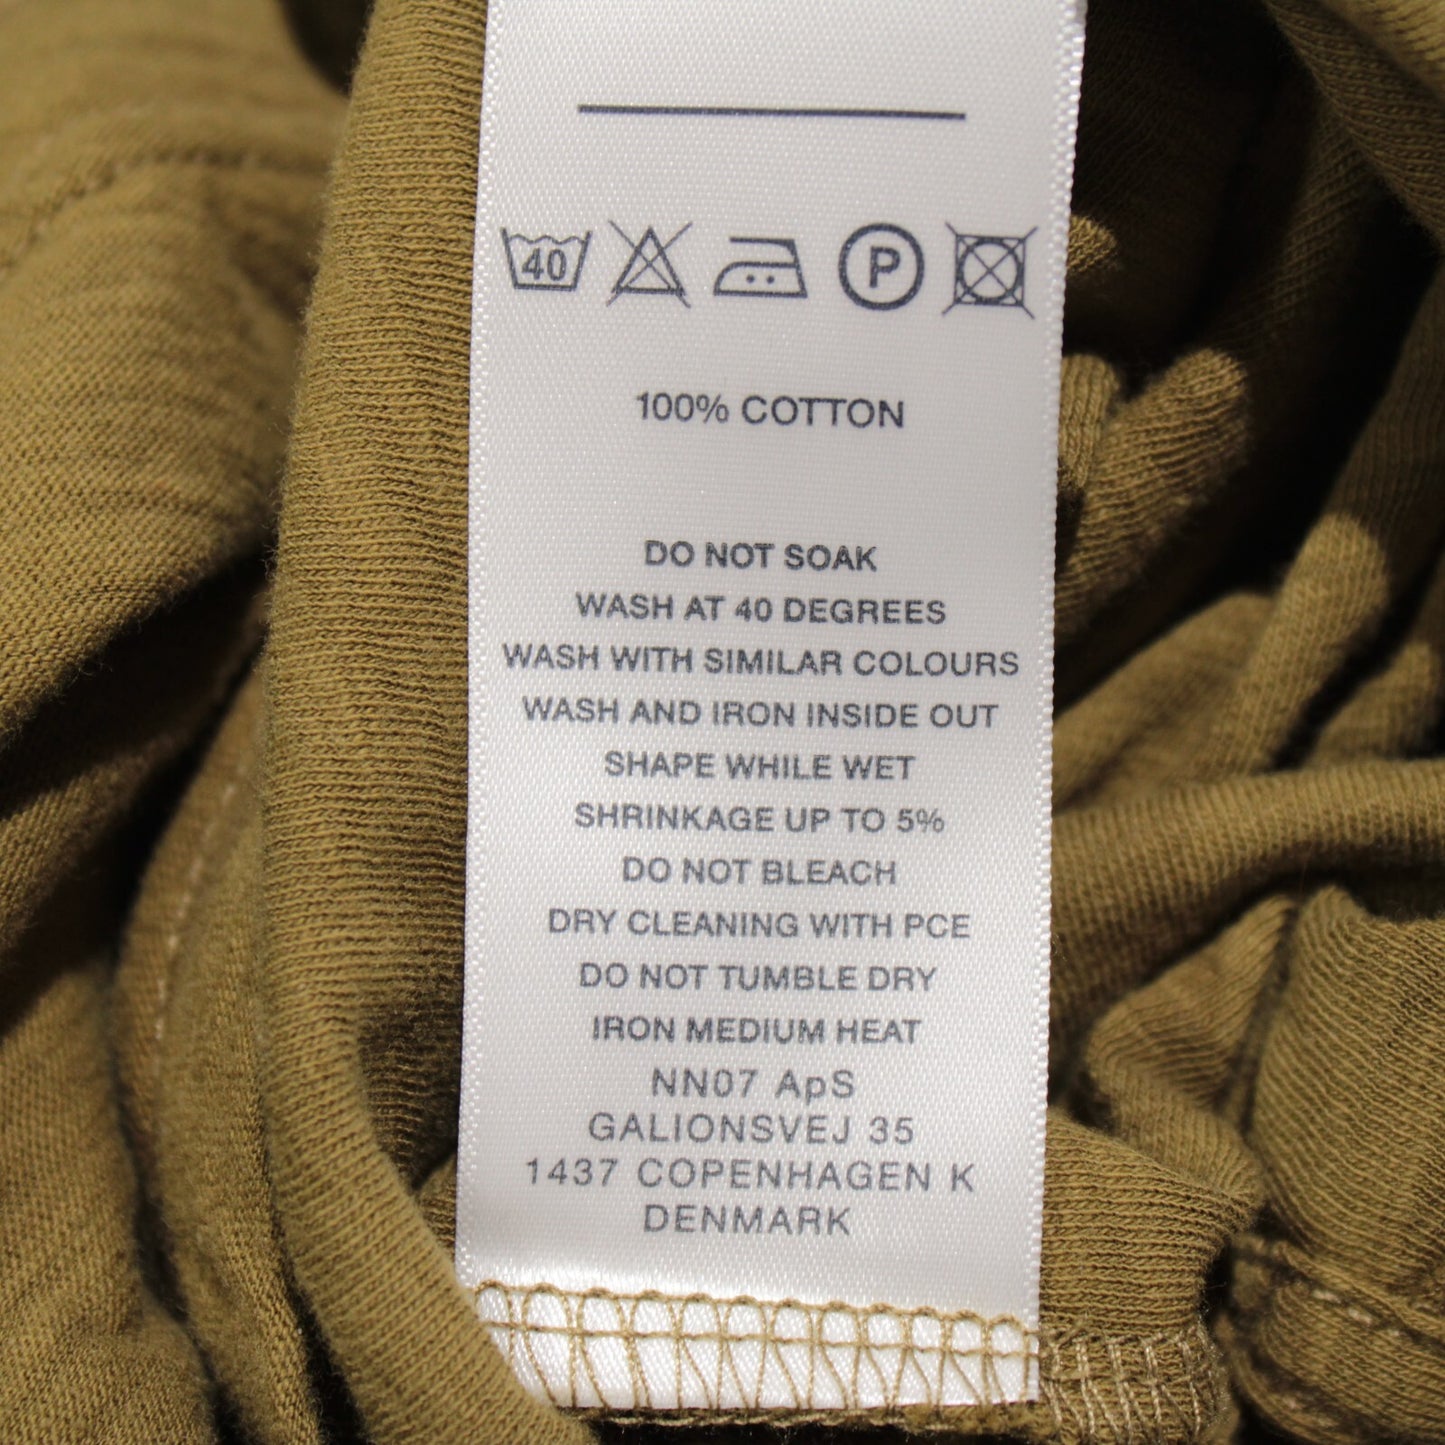 40 P
100% COTTON
DO NOT SOAK
WASH AT 40 DEGREES
WASH WITH SIMILAR COLOURS
WASH AND IRON INSIDE OUT
SHAPE WHILE WET
SHRINKAGE UP TO 5%
DO NOT BLEACH
DRY CLEANING WITH PCE
DO NOT TUMBLE DRY
IRON MEDIUM HEAT
NN07 ApS
GALIONSVEJ 35
1437 COPENHAGEN K
DENMARK